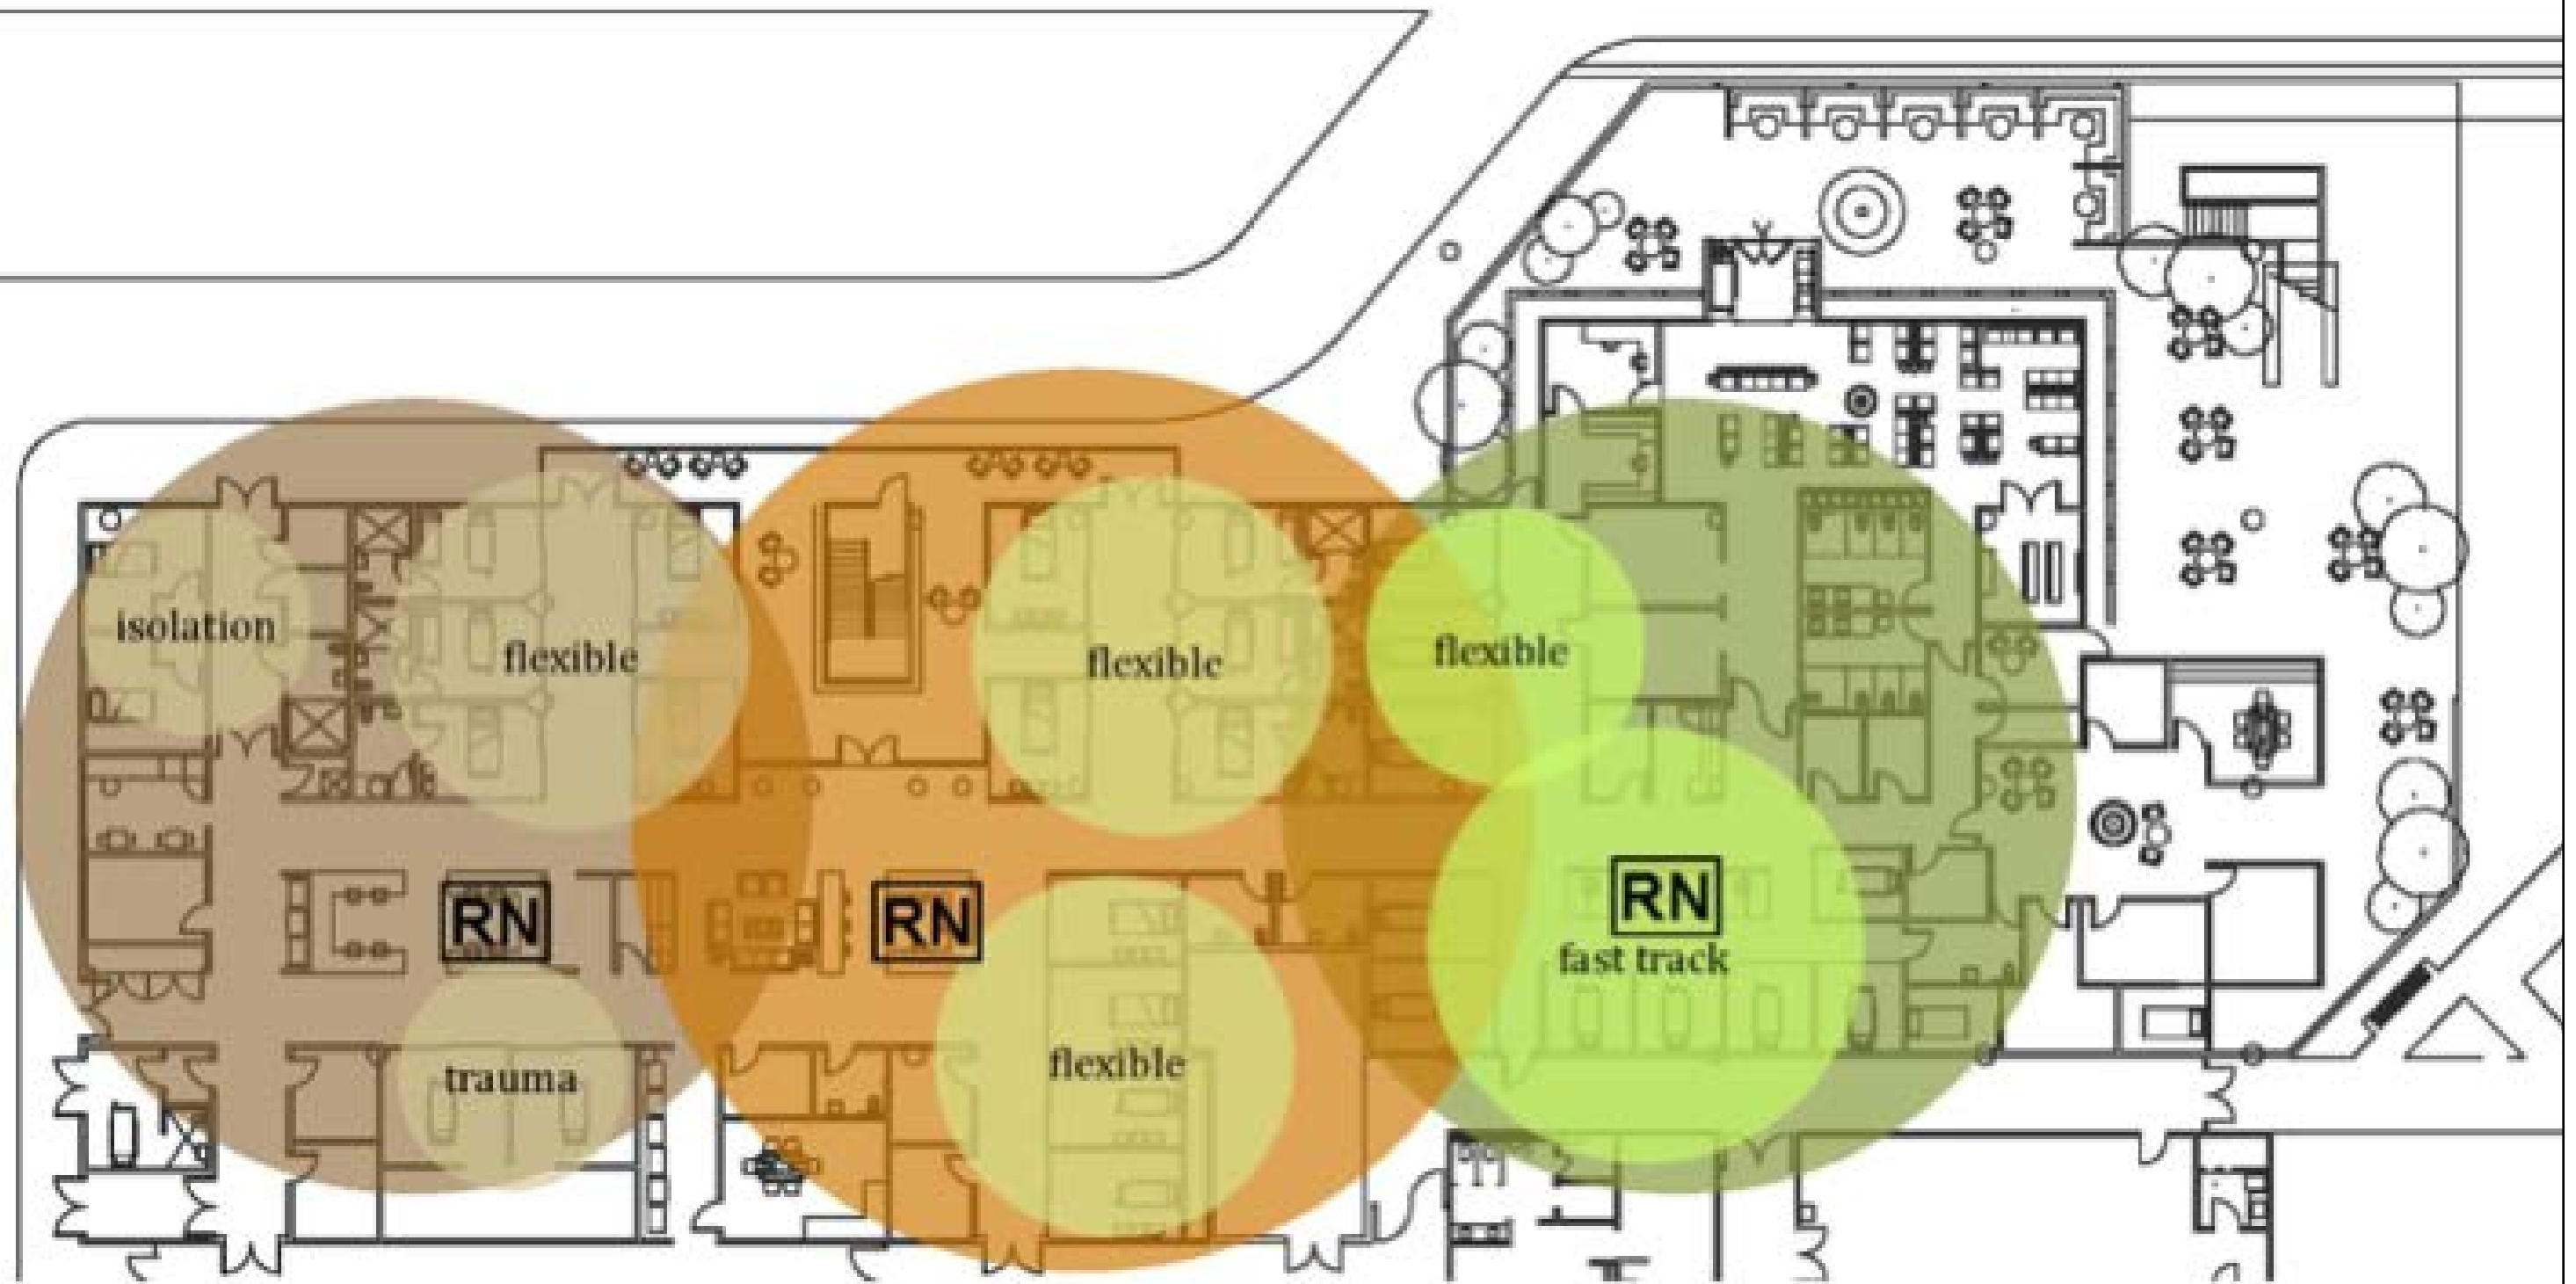 isolation
flexible
flexible
flexible
RN
RN
RN
fast track
trauma
flexible